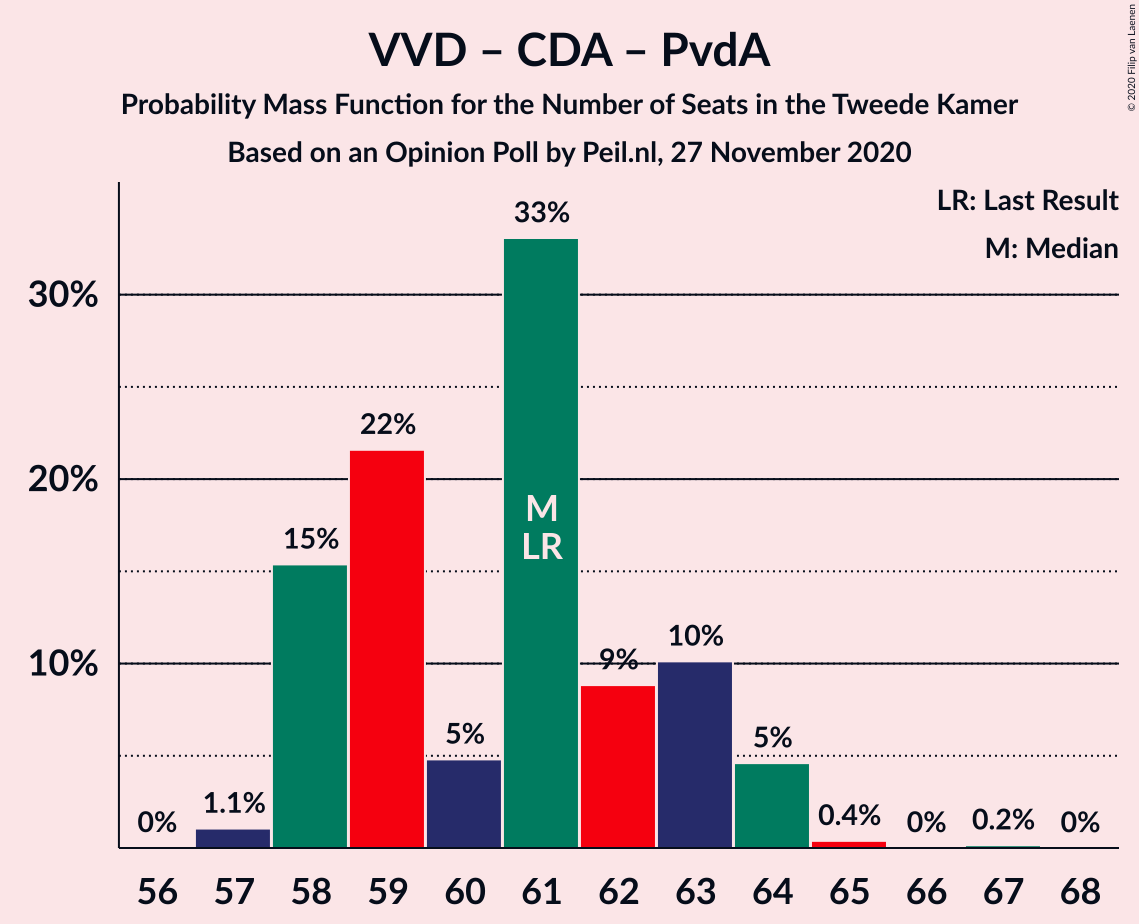 VVD – CDA – PvdA
Probability Mass Function for the Number of Seats in the Tweede Kamer
Based on an Opinion Poll by Peil.nl, 27 November 2020
© 2020 Filip van Laenen
LR: Last Result
M: Median
30%
20%
10%
0%
1.1%
15%
22%
5%
33%
9%
10%
5%
0.4%
0%
0.2%
0%
M
LR
56 57 58 59 60 61 62 63 64 65 66 67 68